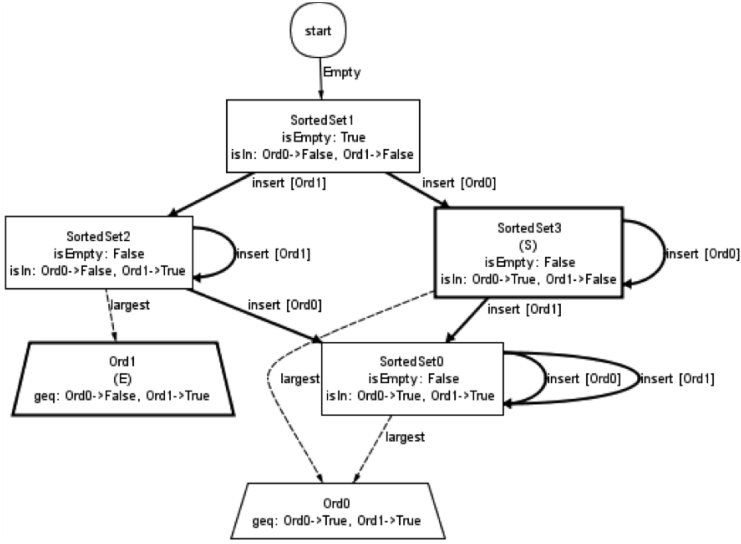 start
Empty
SortedSet1
isEmpty: True
isIn: Ord0->False, Ord1->False
insert [Ord1]
insert [Ord0]
SortedSet2
isEmpty: False
isIn: Ord0->False, Ord1->True
insert [Ord1]
SortedSet3
(S)
isEmpty: False
isIn: Ord0->True, Ord1->False
insert [Ord0]
largest
insert [Ord0]
insert [Ord1]
Ord1
(E)
geq: Ord0->False, Ord1->True
largest
SortedSet0
isEmpty: False
isIn: Ord0->True, Ord1->True
insert [Ord0]
insert [Ord1]
largest
Ord0
geq: Ord0->True, Ord1->True